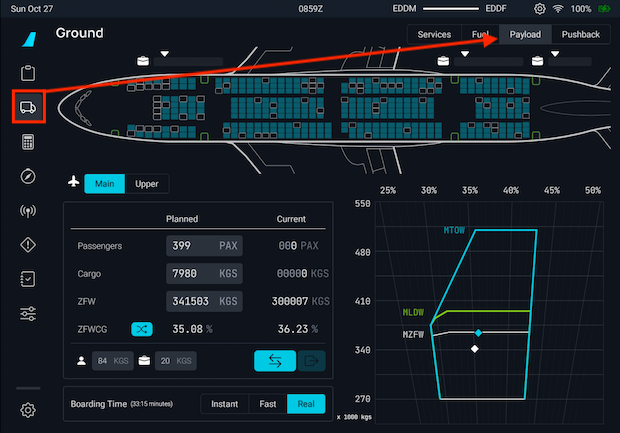 Sun Oct 27
0859Z
EDDM
EDDF
100%
Ground
Services
Fuel
Payload
Pushback
Main
Upper
Planned
Current
Passengers
399 PAX
000 PAX
Cargo
7980 KGS
00000 KGS
ZFW
341503 KGS
300007 KGS
ZFWCG
35.08 %
36.23 %
84 KGS
20 KGS
Boarding Time (33:15 minutes)
Instant
Fast
Real
25% 30% 35% 40% 45% 50%
550
MTOW
480
410
MLDW
MZFW
340
270
x 1000 kgs